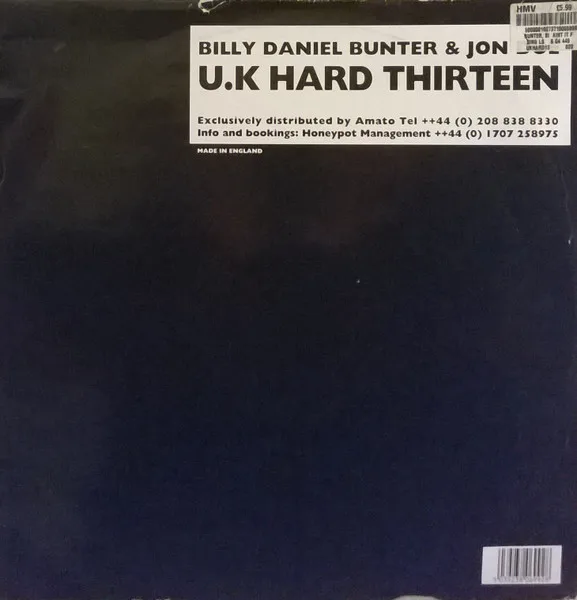 HMV £5.99
BILLY DANIEL BUNTER & JON
U.K HARD THIRTEEN
Exclusively distributed by Amato Tel ++44 (0) 208 838 8330
Info and bookings: Honeypot Management ++44 (0) 1707 258975
MADE IN ENGLAND